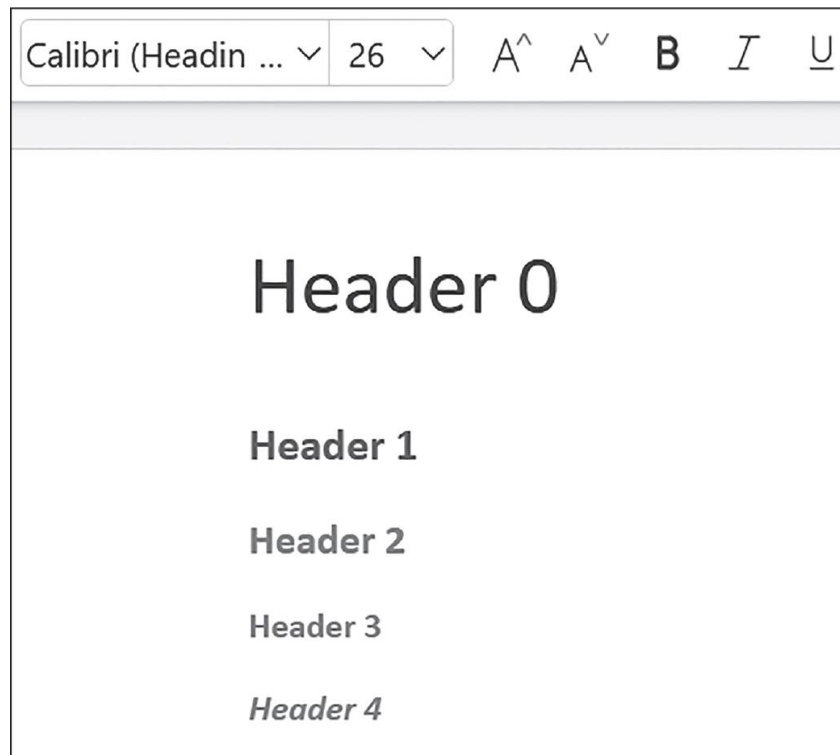 Calibri (Headin ... 26 A^ A˅ B I U
Header 0
Header 1
Header 2
Header 3
Header 4